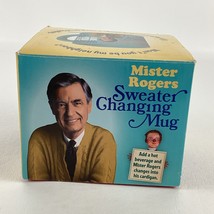 Mister
Rogers
Sweater
Changing
Mug
Add a hot
beverage and
Mister Rogers
changes into
his cardigan.